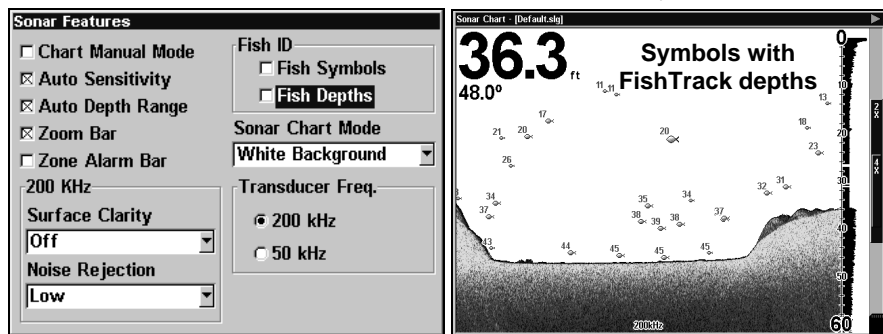 Sonar Features
Chart Manual Mode
Auto Sensitivity
Auto Depth Range
Zoom Bar
Zone Alarm Bar
200 KHz
Surface Clarity
Off
Noise Rejection
Low
Fish ID
Fish Symbols
Fish Depths
Sonar Chart Mode
White Background
Transducer Freq.
200 kHz
50 kHz
Sonar Chart - [Default.slg]
36.3 ft
48.0º
Symbols with
FishTrack depths
0
11 11
13
10
17
18
21 20 20 20
23
26
30
31
32
34 35 34
37 38 39 38 37
40
43 44 45 45 45
50
60
2X
4X
200kHz